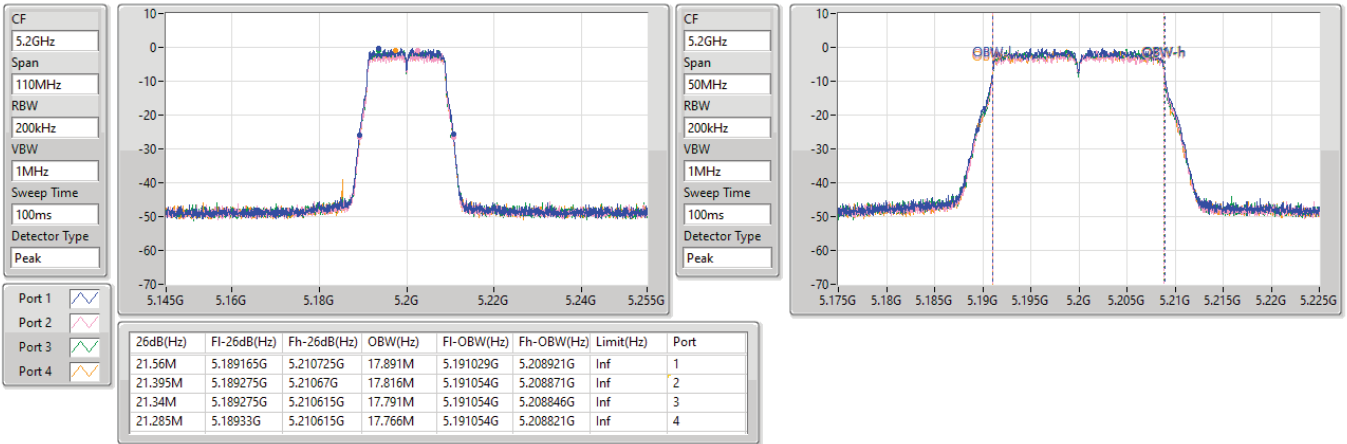 CF
5.2GHz
Span
110MHz
RBW
200kHz
VBW
1MHz
Sweep Time
100ms
Detector Type
Peak
10
0
-10
-20
-30
-40
-50
-60
-70
5.145G 5.16G 5.18G 5.2G 5.22G 5.24G 5.255G
CF
5.2GHz
Span
50MHz
RBW
200kHz
VBW
1MHz
Sweep Time
100ms
Detector Type
Peak
10
0
-10
-20
-30
-40
-50
-60
-70
OBW-h
5.175G 5.18G 5.185G 5.19G 5.195G 5.2G 5.205G 5.21G 5.215G 5.22G 5.225G
Port 1
Port 2
Port 3
Port 4
26dB(Hz) Fl-26dB(Hz) Fh-26dB(Hz) OBW(Hz) Fl-OBW(Hz) Fh-OBW(Hz) Limit(Hz) Port
21.56M 5.189165G 5.210725G 17.891M 5.191029G 5.208921G Inf 1
21.395M 5.189275G 5.21067G 17.816M 5.191054G 5.208871G Inf 2
21.34M 5.189275G 5.210615G 17.791M 5.191054G 5.208846G Inf 3
21.285M 5.18933G 5.210615G 17.766M 5.191054G 5.208821G Inf 4